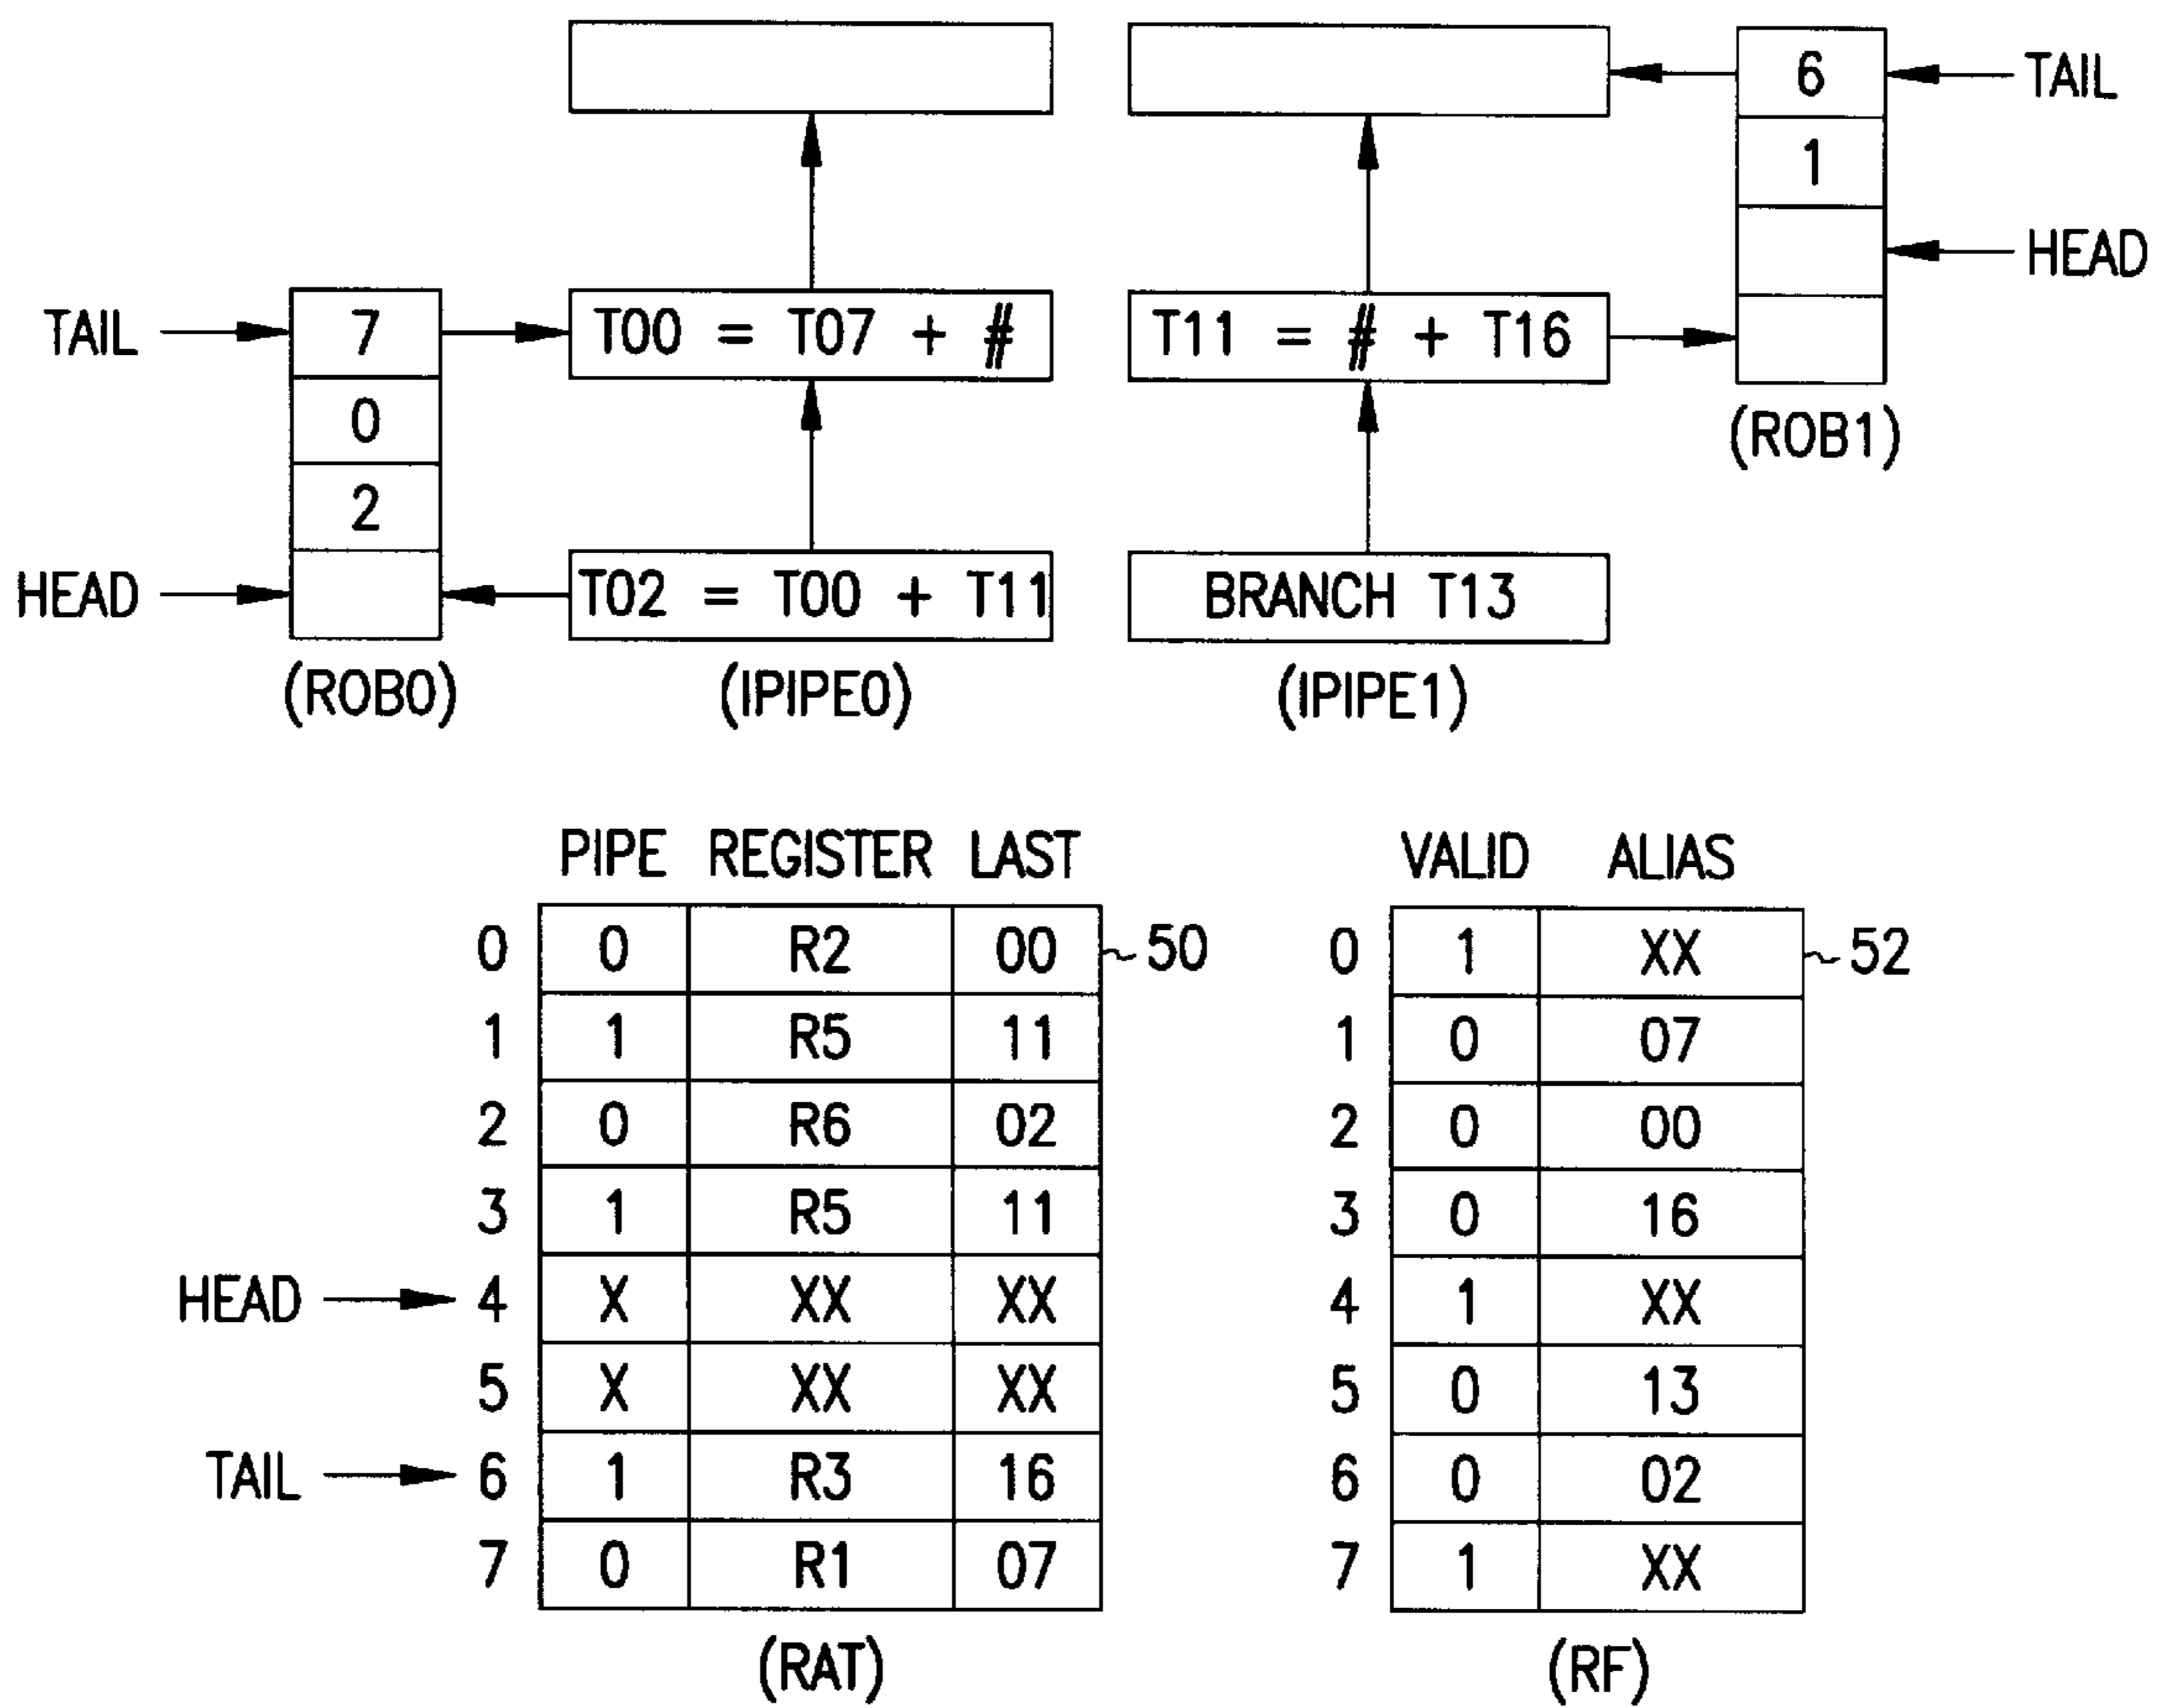 6 TAIL
1
HEAD
TAIL 7 T00 = T07 + # T11 = # + T16
0 (ROB1)
2
HEAD T02 = T00 + T11 BRANCH T13
(ROB0) (IPIPE0) (IPIPE1)
PIPE REGISTER LAST VALID ALIAS
0 0 R2 00 50 0 1 XX 52
1 1 R5 11 1 0 07
2 0 R6 02 2 0 00
3 1 R5 11 3 0 16
HEAD 4 X XX XX 4 1 XX
5 X XX XX 5 0 13
TAIL 6 1 R3 16 6 0 02
7 0 R1 07 7 1 XX
(RAT) (RF)